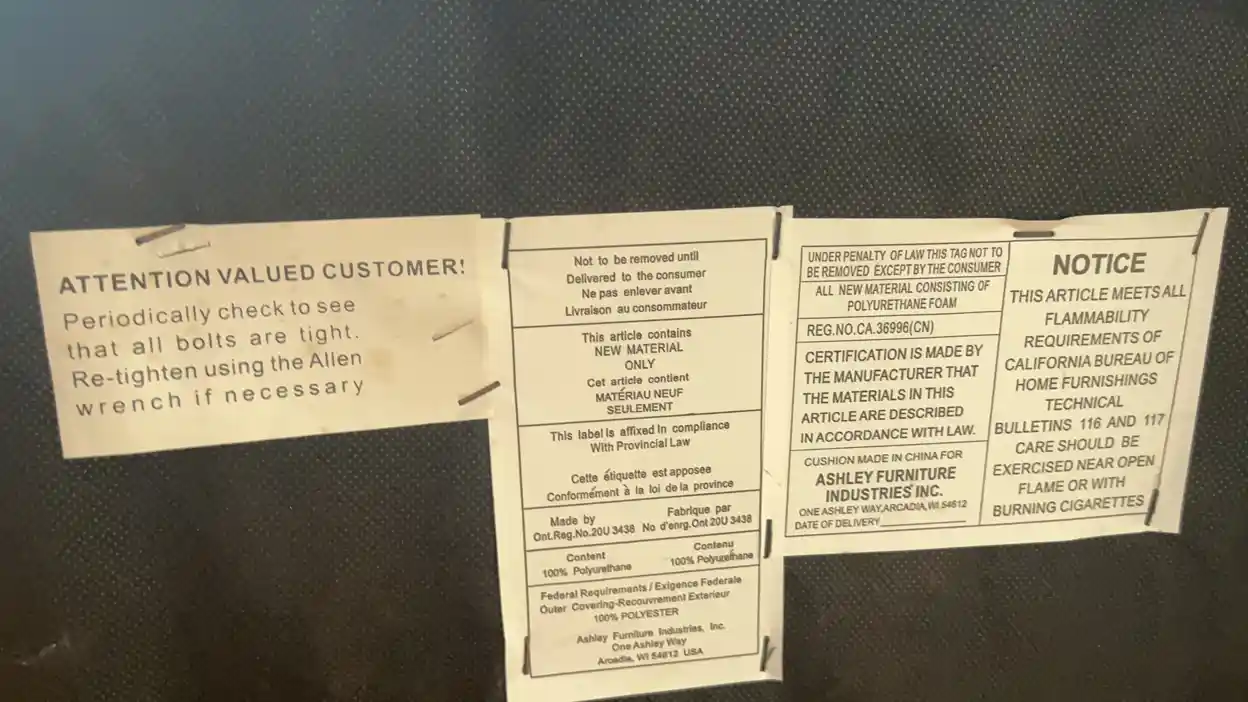 ATTENTION VALUED CUSTOMER!
Periodically check to see
that all bolts are tight.
Re-tighten using the Allen
wrench if necessary
Not to be removed until
Delivered to the consumer
Ne pas enlever avant
Livraison au consommateur
This article contains
NEW MATERIAL
ONLY
Cet article contient
MATÉRIAU NEUF
SEULEMENT
This label is affixed In compliance
With Provincial Law
Cette étiquette est apposée
Conformément à la loi de la province
Made by
Ont.Reg.No.20U 3438
Fabrique par
No d'enrg.Ont 20U 3438
Content
100% Polyurethane
Contenu
100% Polyurethane
Federal Requirements / Exigence Federale
Outer Covering-Recouvrement Exterieur
100% POLYESTER
Ashley Furniture Industries, Inc.
One Ashley Way
Arcadia, WI 54612 USA
UNDER PENALTY OF LAW THIS TAG NOT TO
BE REMOVED EXCEPT BY THE CONSUMER
ALL NEW MATERIAL CONSISTING OF
POLYURETHANE FOAM
REG.NO.CA.36996(CN)
CERTIFICATION IS MADE BY
THE MANUFACTURER THAT
THE MATERIALS IN THIS
ARTICLE ARE DESCRIBED
IN ACCORDANCE WITH LAW.
CUSHION MADE IN CHINA FOR
ASHLEY FURNITURE
INDUSTRIES INC.
ONE ASHLEY WAY,ARCADIA, WI 54612
DATE OF DELIVERY
NOTICE
THIS ARTICLE MEETS ALL
FLAMMABILITY
REQUIREMENTS OF
CALIFORNIA BUREAU OF
HOME FURNISHINGS
TECHNICAL
BULLETINS 116 AND 117
CARE SHOULD BE
EXERCISED NEAR OPEN
FLAME OR WITH
BURNING CIGARETTES